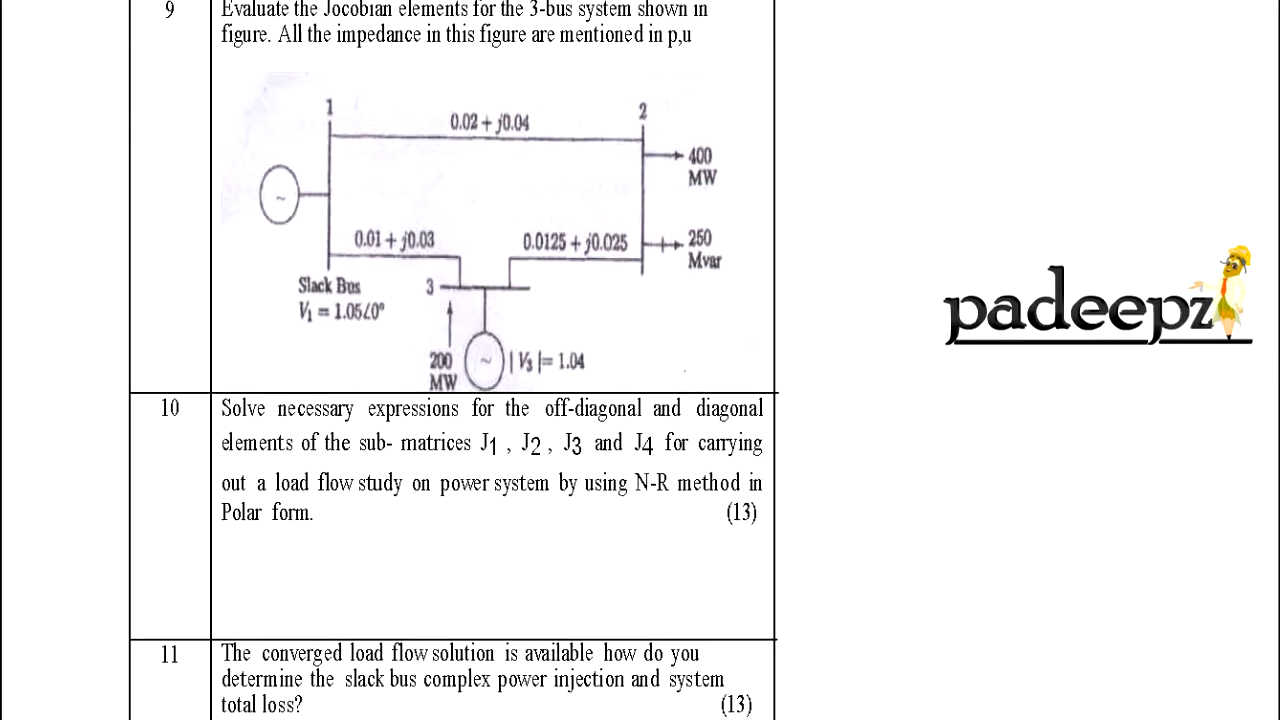 9
Evaluate the Jocobian elements for the 3-bus system shown in
figure. All the impedance in this figure are mentioned in p,u
1
2
0.02 + j0.04
400
MW
~
0.01 + j0.03
0.0125 + j0.025
250
Mvar
Slack Bus
V₁ = 1.05∠0°
3
200
MW
~
| V₃ |= 1.04
padeepz
10
Solve necessary expressions for the off-diagonal and diagonal
elements of the sub- matrices J1 , J2 , J3 and J4 for carrying
out a load flow study on power system by using N-R method in
Polar form. (13)
11
The converged load flow solution is available how do you
determine the slack bus complex power injection and system
total loss? (13)